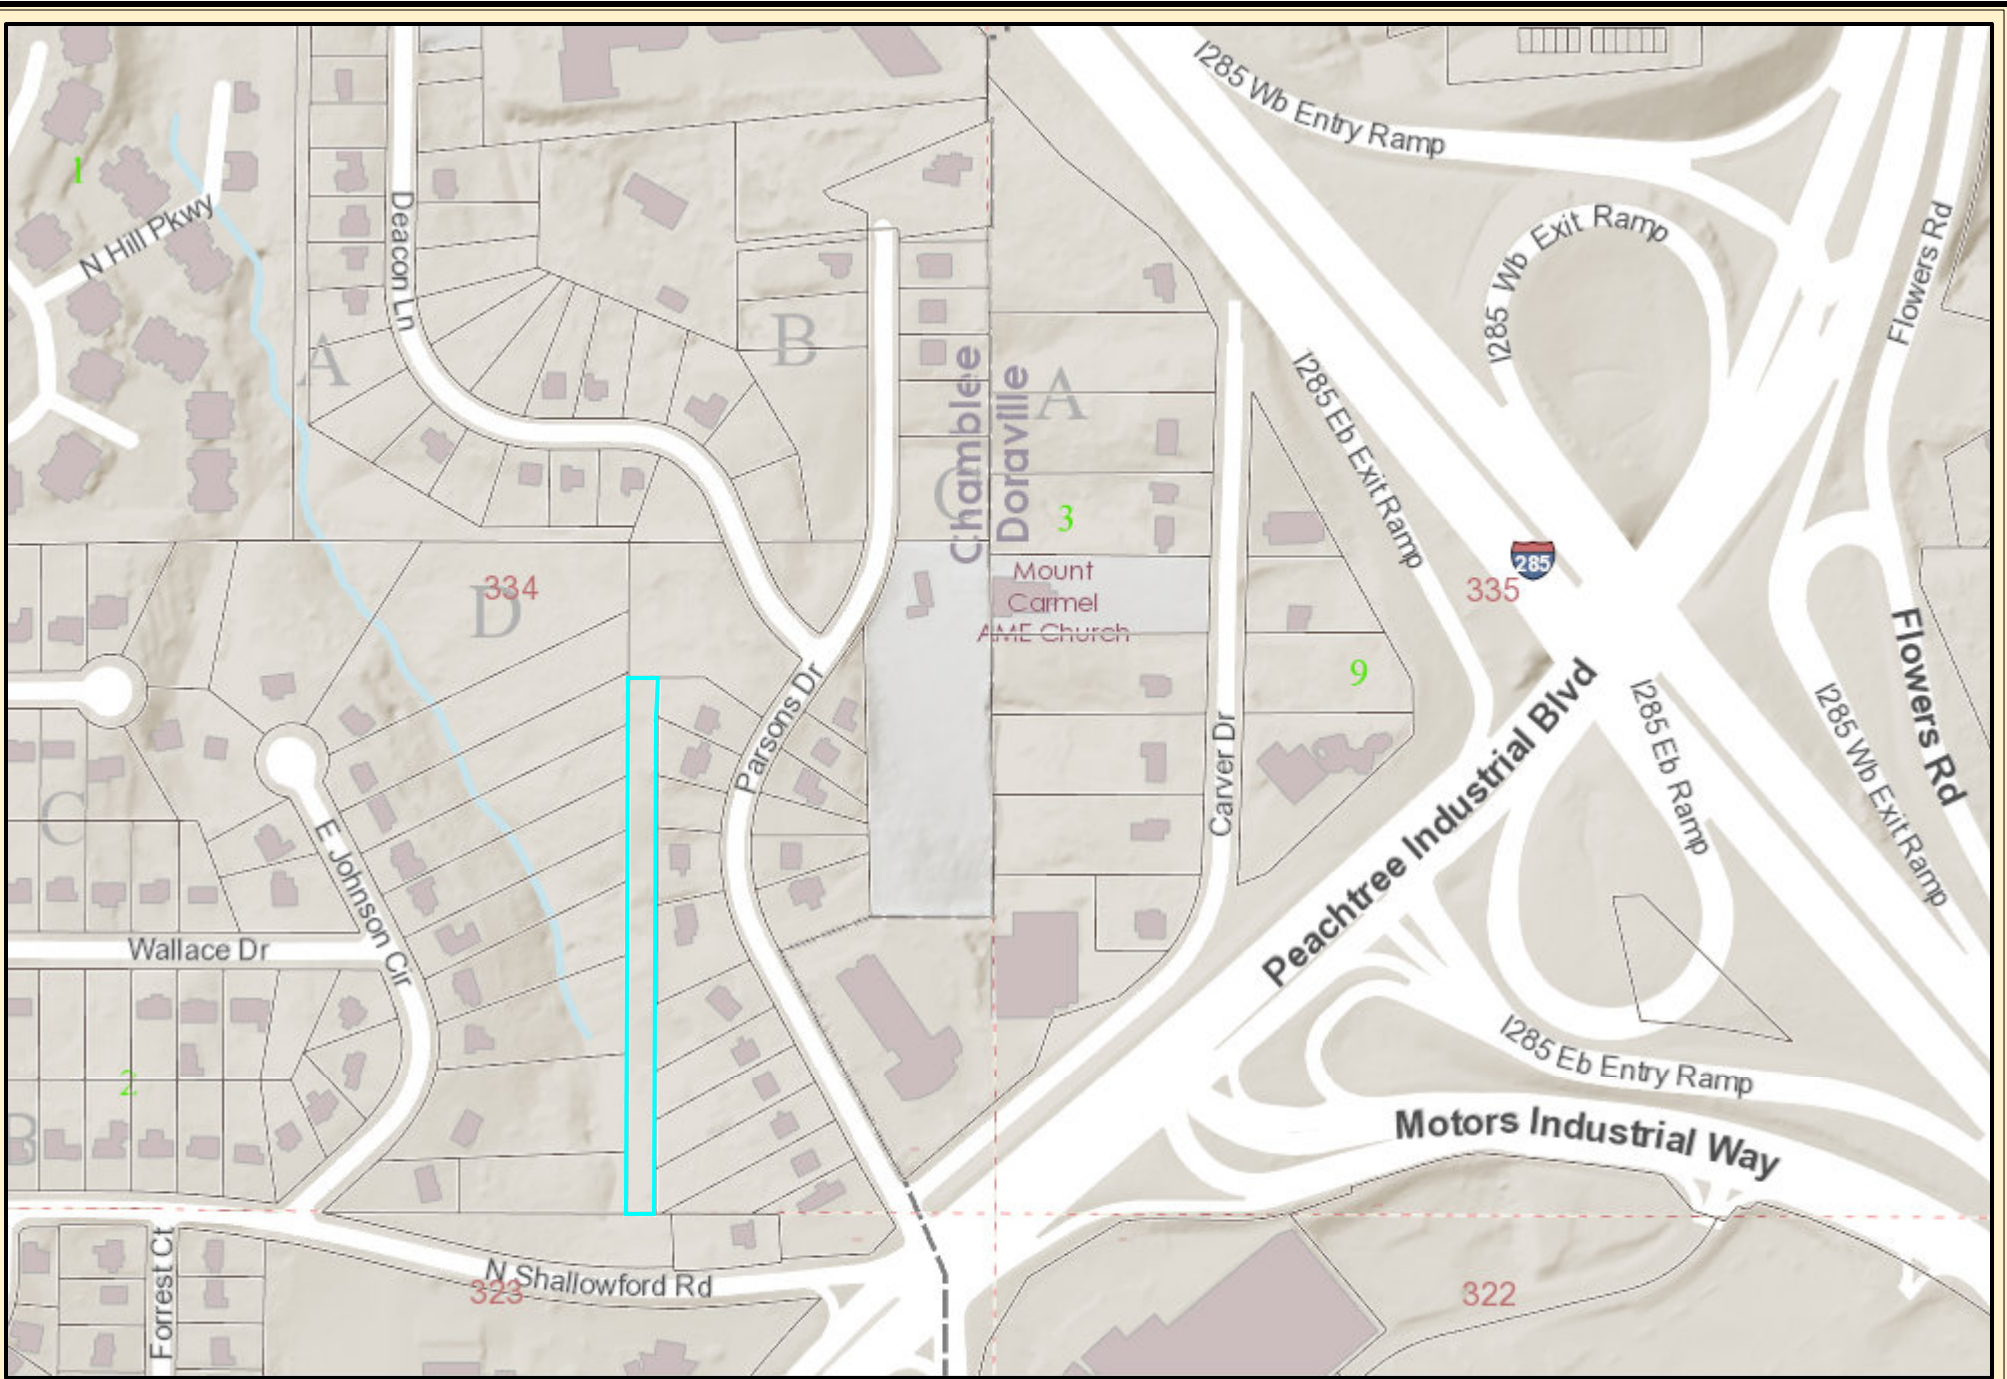 I285 Wb Entry Ramp
1
N Hill Pkwy
Deacon Ln
I285 Wb Exit Ramp
Flowers Rd
A
B
A
Chamblee
Doraville
C
3
I285 Eb Exit Ramp
285
334
D
335
Mount
Carmel
AME Church
Flowers Rd
9
Parsons Dr
Carver Dr
Peachtree Industrial Blvd
I285 Eb Ramp
I285 Wb Exit Ramp
C
E Johnson Cir
Wallace Dr
2
B
I285 Eb Entry Ramp
Motors Industrial Way
Forrest Ct
N Shallowford Rd
323
322